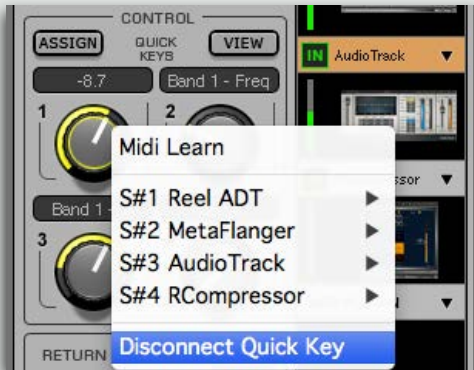 CONTROL
ASSIGN
QUICK
KEYS
VIEW
IN AudioTrack
-8.7
Band 1 - Freq
1
2
Midi Learn
S#1 Reel ADT
S#2 MetaFlanger
S#3 AudioTrack
S#4 RCompressor
Disconnect Quick Key
Band 1 -
3
RETURN